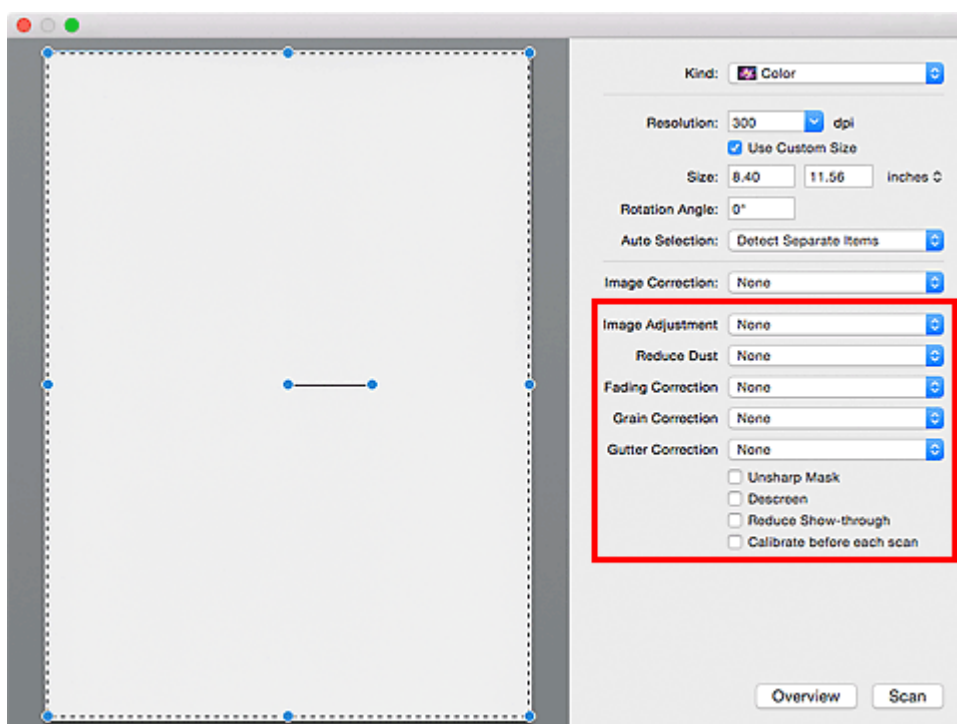 Kind: Color
Resolution: 300 dpi
Use Custom Size
Size: 8.40 11.56 inches
Rotation Angle: 0°
Auto Selection: Detect Separate Items
Image Correction: None
Image Adjustment None
Reduce Dust None
Fading Correction None
Grain Correction None
Gutter Correction None
Unsharp Mask
Descreen
Reduce Show-through
Calibrate before each scan
Overview Scan